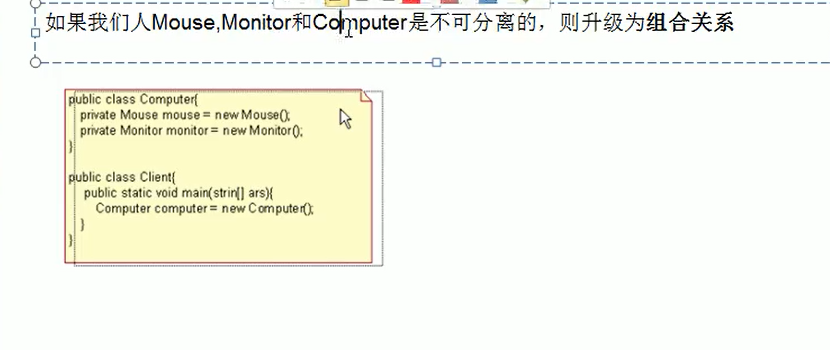 如果我们人Mouse,Monitor和Computer是不可分离的，则升级为组合关系
public class Computer{
private Mouse mouse = new Mouse();
private Monitor monitor = new Monitor();
}
public class Client{
public static void main(strin[] ars){
Computer computer = new Computer();
}
}